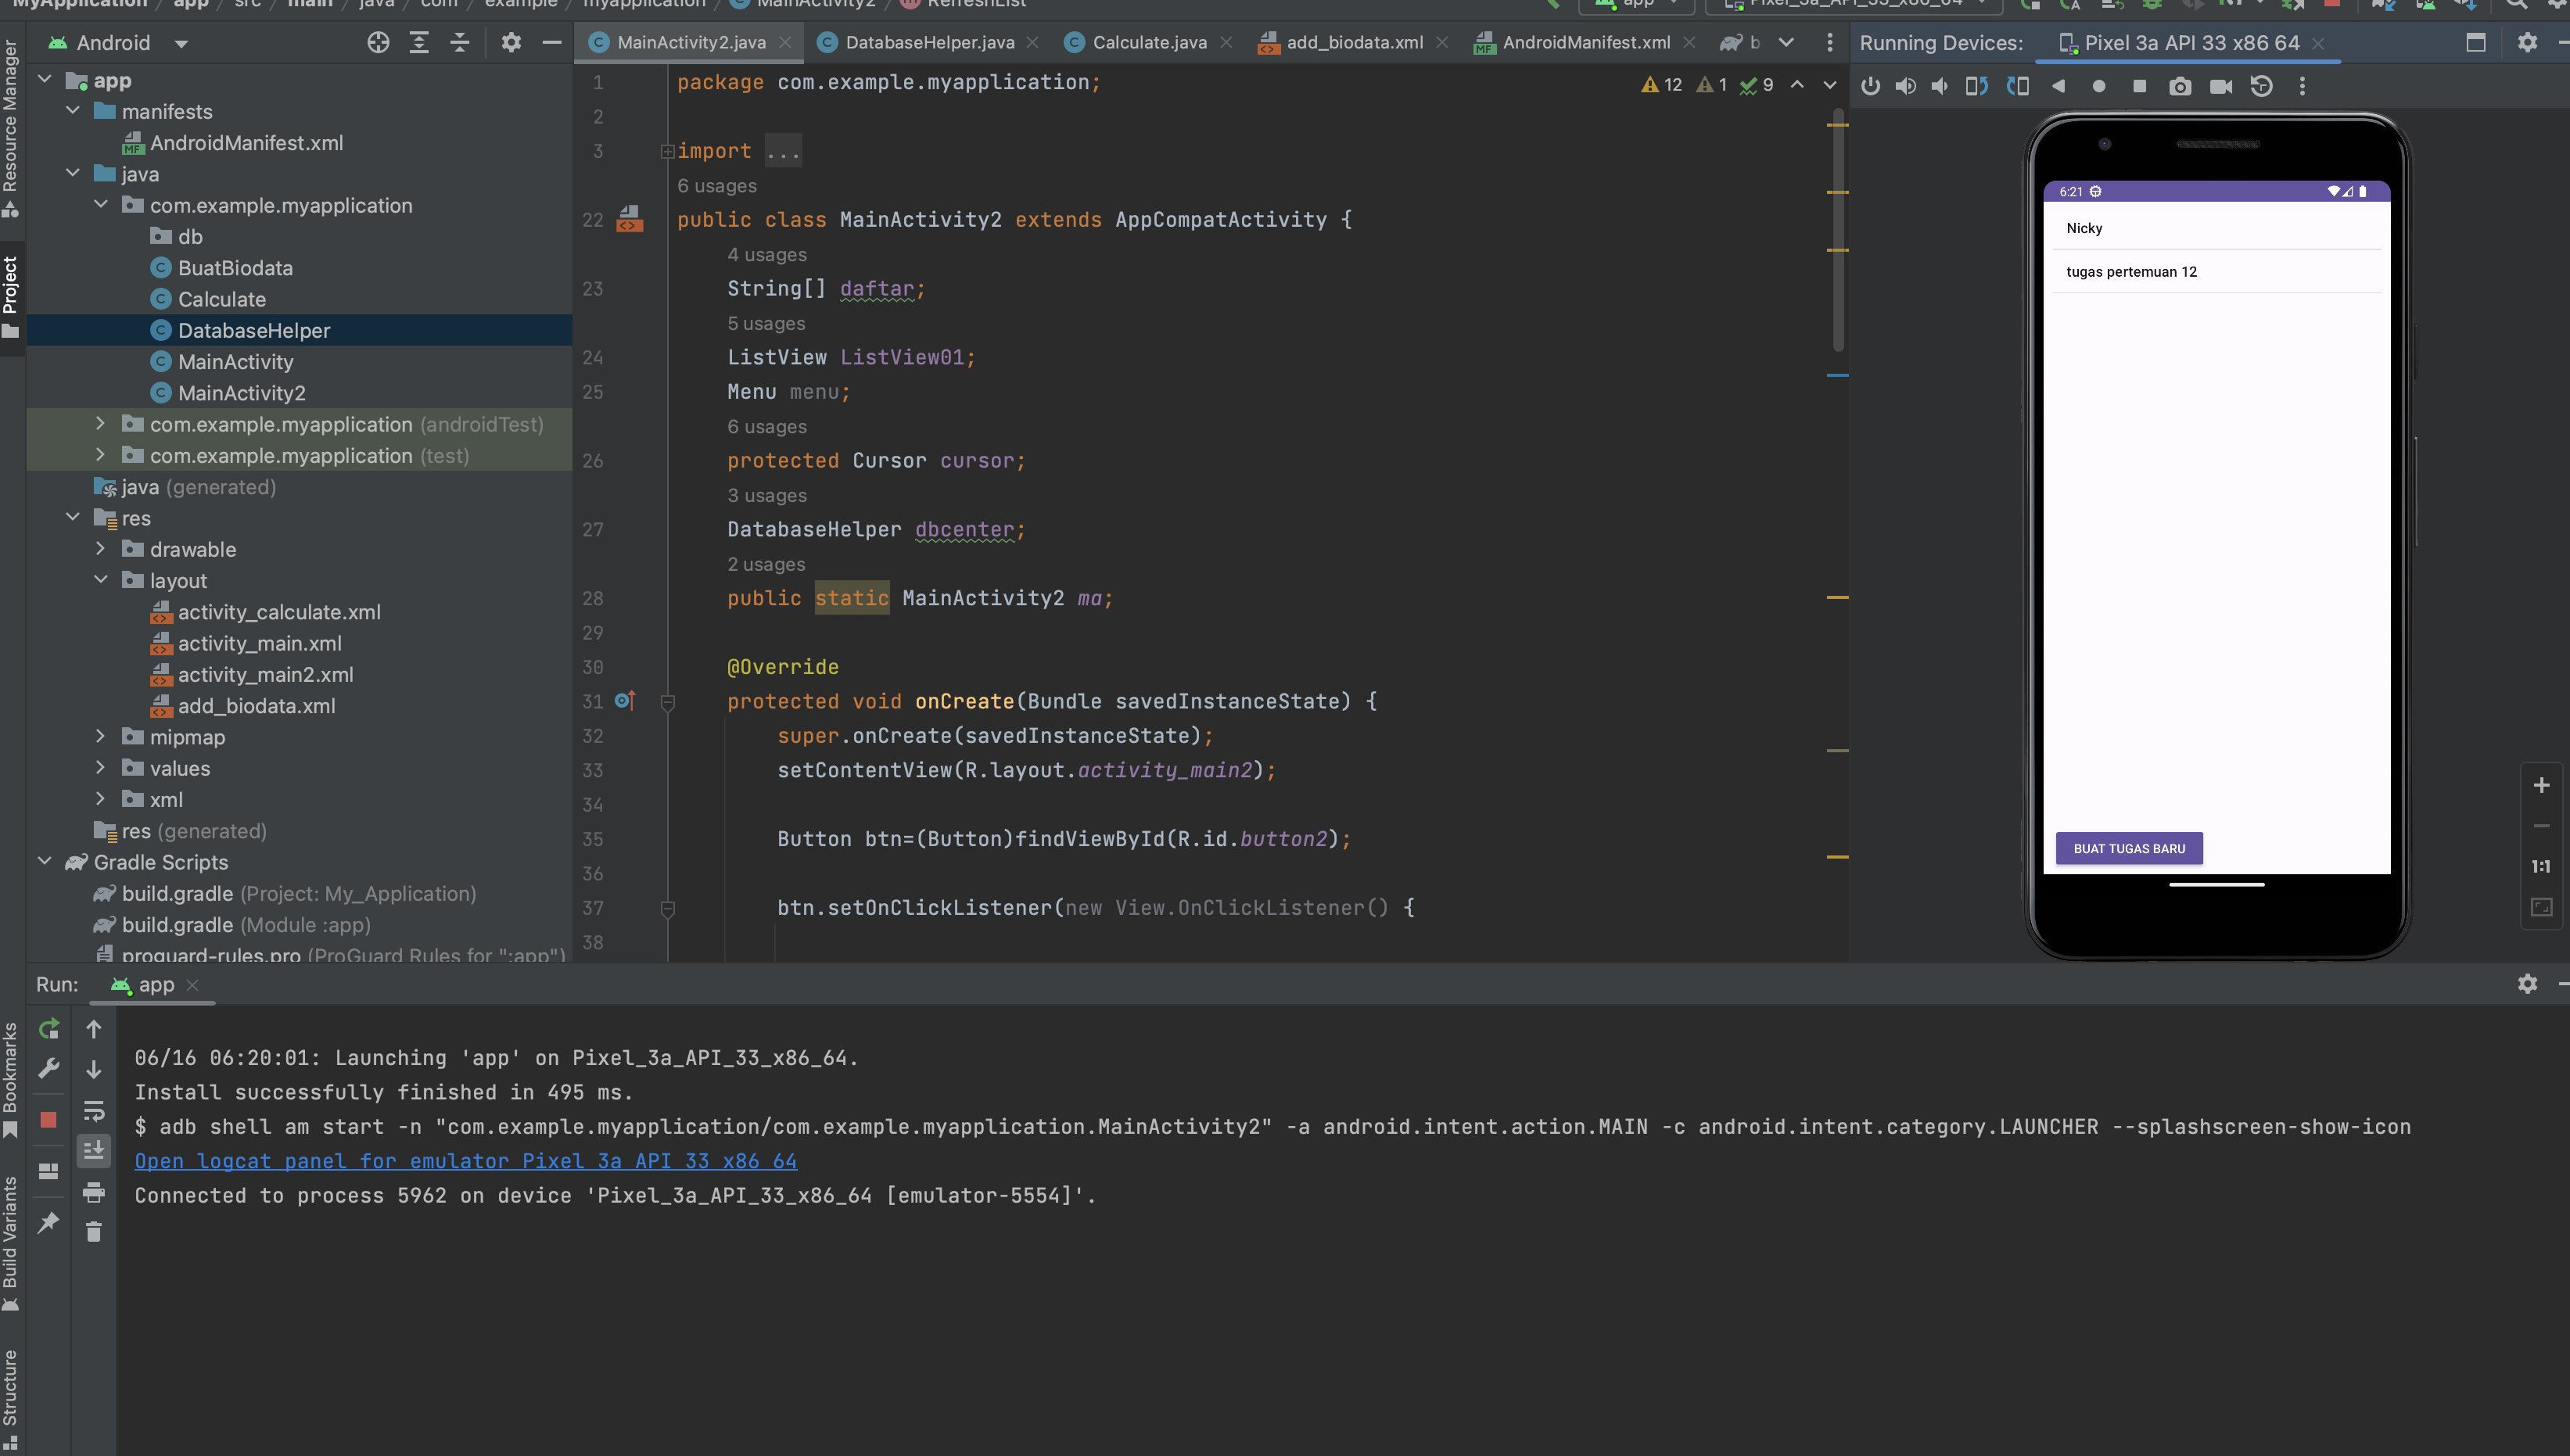 MyApplication / app / src / main / java / com / example / myapplication / MainActivity2 / RefreshList
app
Pixel_3a_API_33_x86_64
Android
MainActivity2.java
DatabaseHelper.java
Calculate.java
add_biodata.xml
AndroidManifest.xml
b
Running Devices:
Pixel 3a API 33 x86 64
Resource Manager
Project
app
manifests
AndroidManifest.xml
java
com.example.myapplication
db
BuatBiodata
Calculate
DatabaseHelper
MainActivity
MainActivity2
com.example.myapplication (androidTest)
com.example.myapplication (test)
java (generated)
res
drawable
layout
activity_calculate.xml
activity_main.xml
activity_main2.xml
add_biodata.xml
mipmap
values
xml
res (generated)
Gradle Scripts
build.gradle (Project: My_Application)
build.gradle (Module :app)
proguard-rules.pro (ProGuard Rules for ":app")
12 1 9
1 package com.example.myapplication;
2
3 import ...
6 usages
22 public class MainActivity2 extends AppCompatActivity {
4 usages
23 String[] daftar;
5 usages
24 ListView ListView01;
25 Menu menu;
6 usages
26 protected Cursor cursor;
3 usages
27 DatabaseHelper dbcenter;
2 usages
28 public static MainActivity2 ma;
29
30 @Override
31 protected void onCreate(Bundle savedInstanceState) {
32 super.onCreate(savedInstanceState);
33 setContentView(R.layout.activity_main2);
34
35 Button btn=(Button)findViewById(R.id.button2);
36
37 btn.setOnClickListener(new View.OnClickListener() {
38
6:21
Nicky
tugas pertemuan 12
BUAT TUGAS BARU
1:1
Run:
app
Bookmarks
Build Variants
Structure
06/16 06:20:01: Launching 'app' on Pixel_3a_API_33_x86_64.
Install successfully finished in 495 ms.
$ adb shell am start -n "com.example.myapplication/com.example.myapplication.MainActivity2" -a android.intent.action.MAIN -c android.intent.category.LAUNCHER --splashscreen-show-icon
Open logcat panel for emulator Pixel 3a API 33 x86 64
Connected to process 5962 on device 'Pixel_3a_API_33_x86_64 [emulator-5554]'.